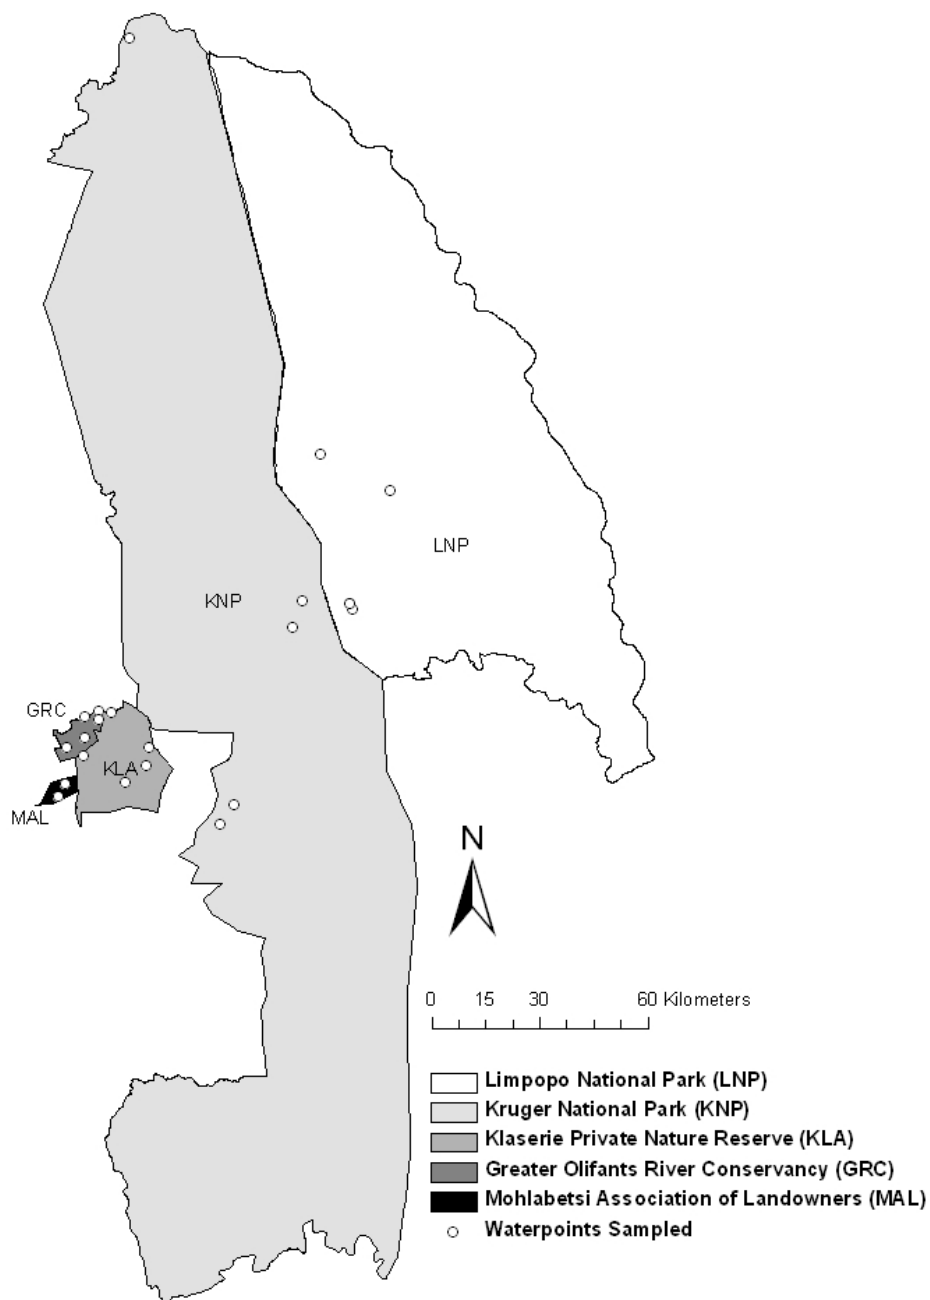 LNP
KNP
GRC
KLA
MAL
N
0 15 30 60 Kilometers
Limpopo National Park (LNP)
Kruger National Park (KNP)
Klaserie Private Nature Reserve (KLA)
Greater Olifants River Conservancy (GRC)
Mohlabetsi Association of Landowners (MAL)
Waterpoints Sampled